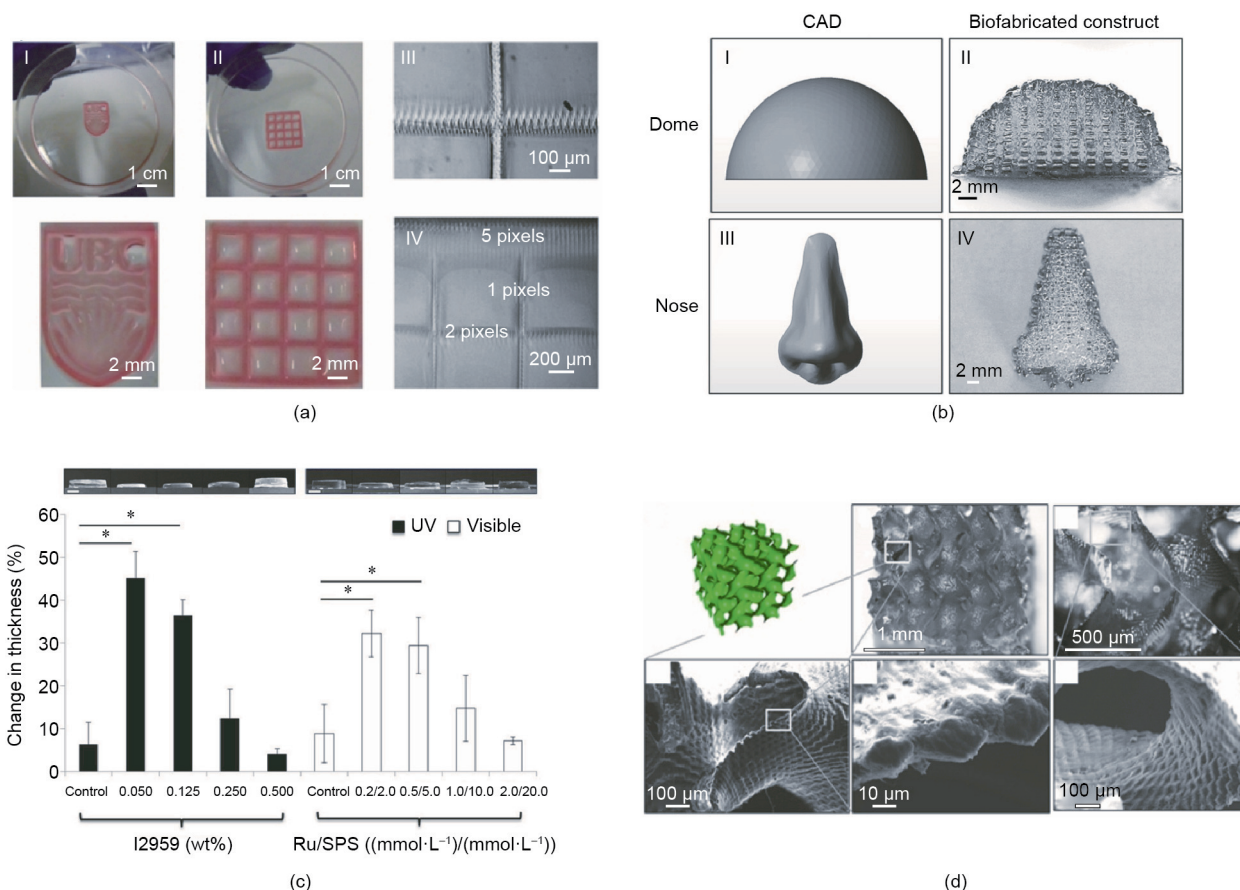 I
II
III
1 cm
1 cm
100 µm
UBC
2 mm
2 mm
IV
5 pixels
1 pixels
2 pixels
200 µm
(a)
CAD
Biofabricated construct
I
II
Dome
2 mm
III
IV
Nose
2 mm
(b)
60
50
40
30
20
10
0
Change in thickness (%)
UV
Visible
*
*
*
*
Control
0.050
0.125
0.250
0.500
Control
0.2/2.0
0.5/5.0
1.0/10.0
2.0/20.0
I2959 (wt%)
Ru/SPS ((mmol·L⁻¹)/(mmol·L⁻¹))
(c)
1 mm
500 µm
100 µm
10 µm
100 µm
(d)